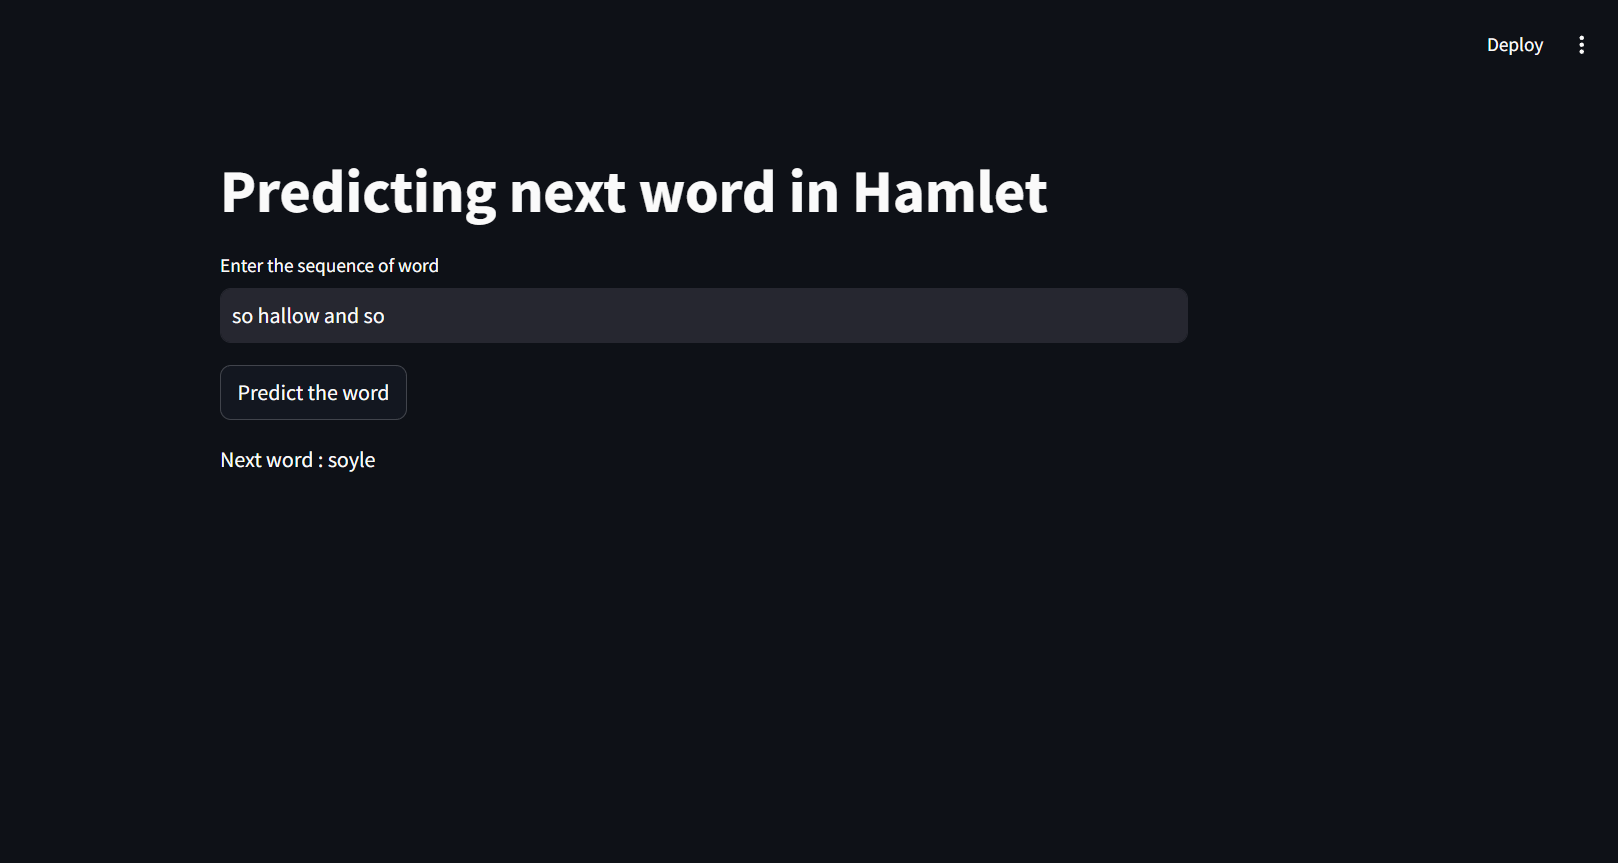 Deploy
Predicting next word in Hamlet
Enter the sequence of word
so hallow and so
Predict the word
Next word : soyle